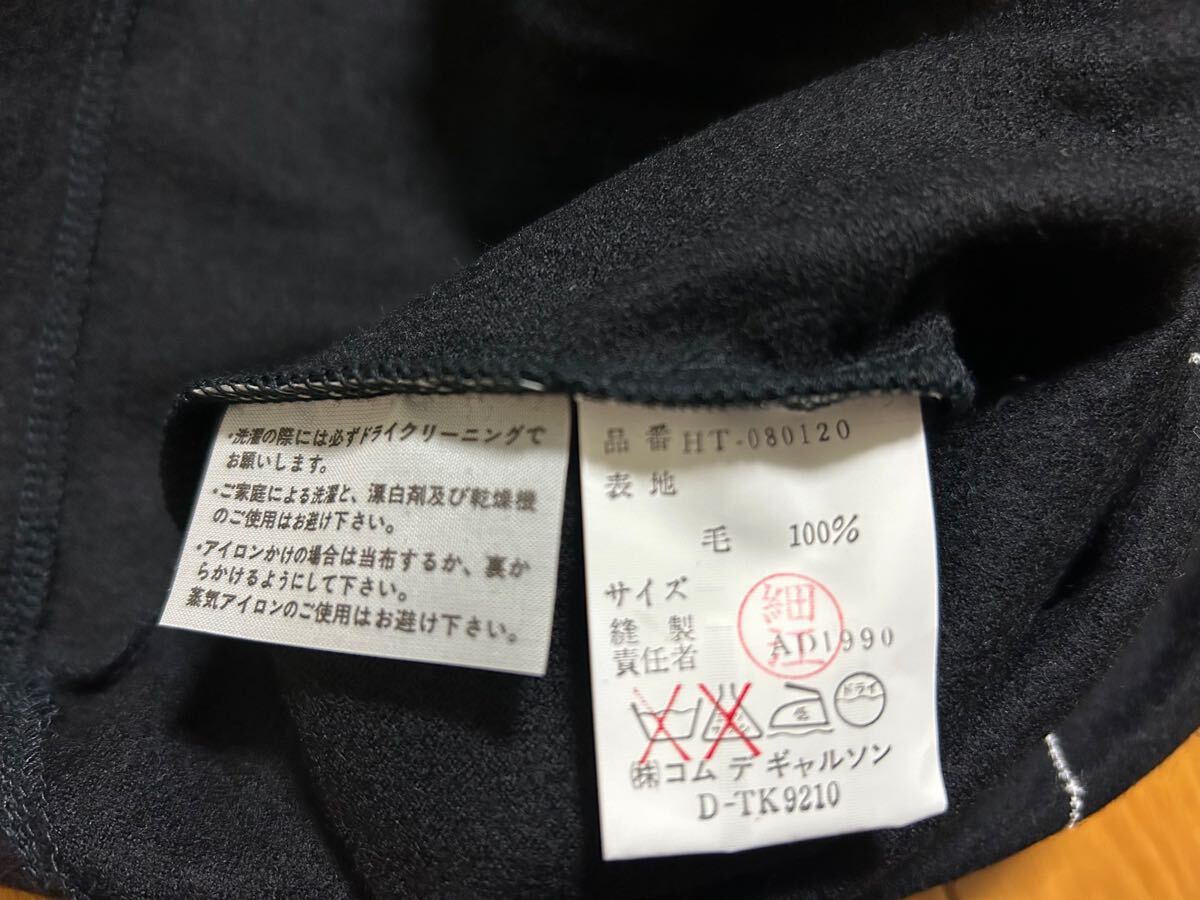 ・洗濯の際には必ずドライクリーニングで
お願いします。
・ご家庭による洗濯と、漂白剤及び乾燥機
のご使用はお避け下さい。
・アイロンかけの場合は当布するか、裏か
らかけるようにして下さい。
蒸気アイロンのご使用はお避け下さい。
品番 HT-080120
表地
毛 100%
サイズ
縫製
責任者
細江
AD1990
低
ドライ
㈱コム デ ギャルソン
D-TK9210